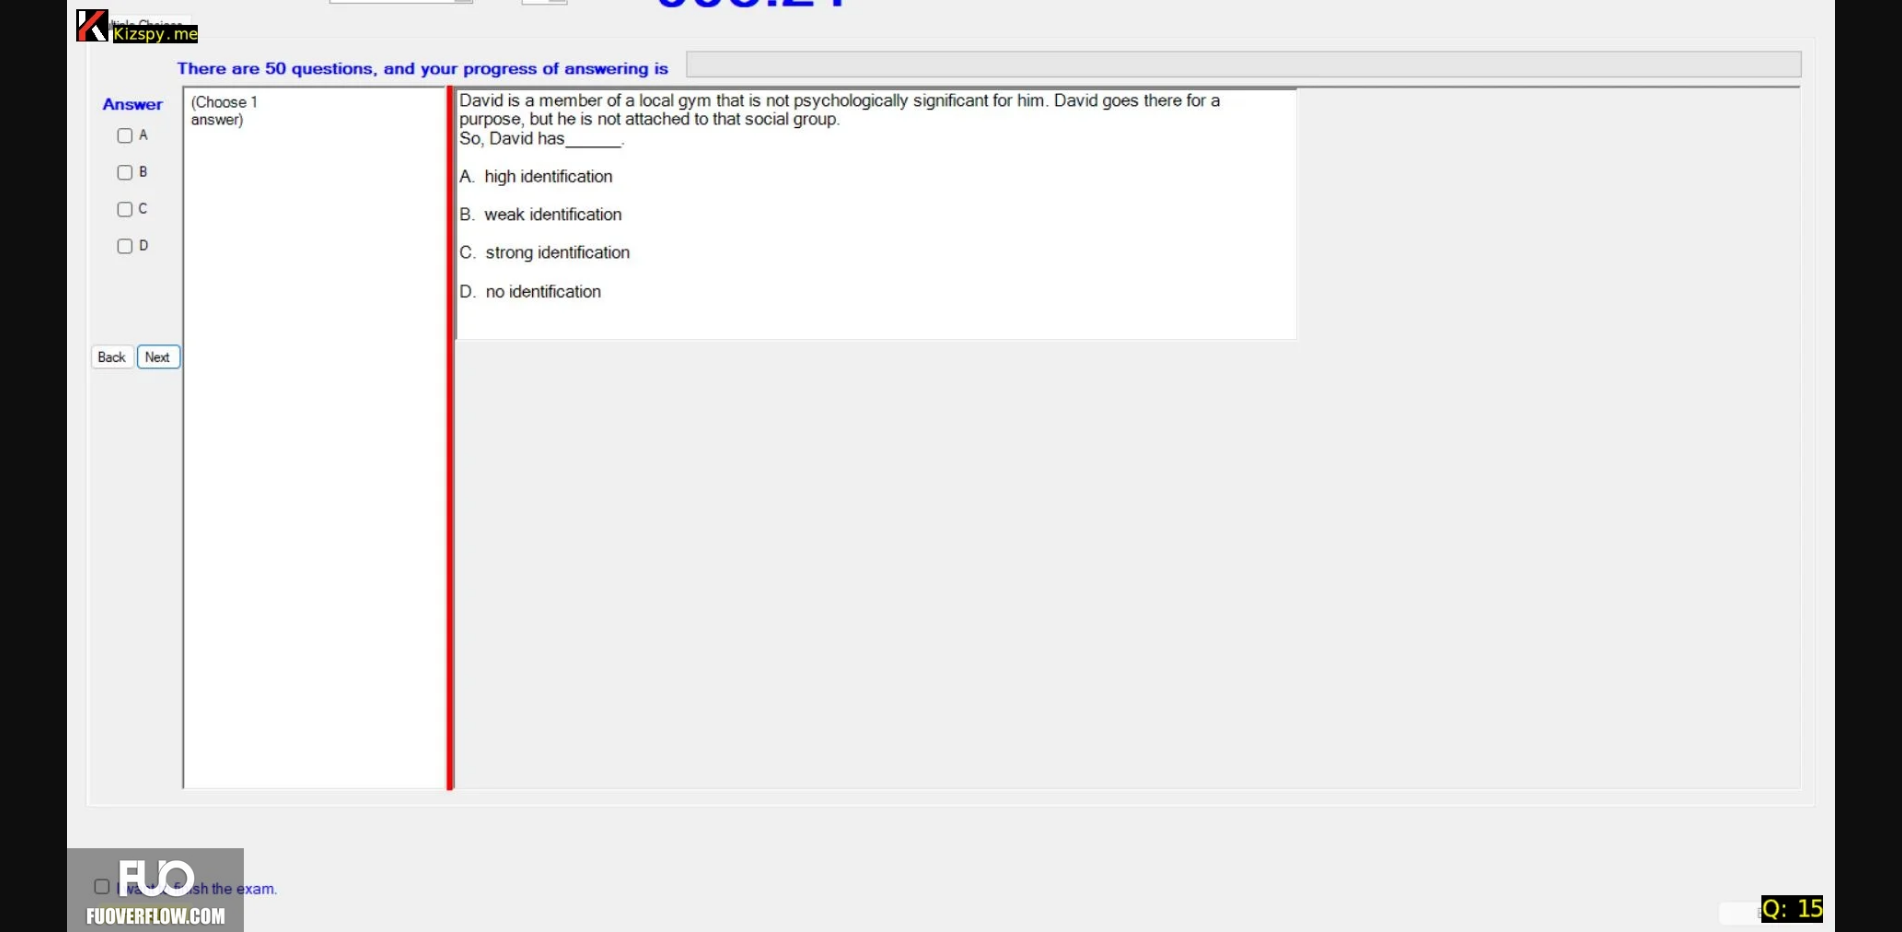 Kizspy.me
There are 50 questions, and your progress of answering is
Answer
(Choose 1
answer)
A
B
C
D
Back
Next
David is a member of a local gym that is not psychologically significant for him. David goes there for a
purpose, but he is not attached to that social group.
So, David has______.
A. high identification
B. weak identification
C. strong identification
D. no identification
FUO
the exam.
FUOVERFLOW.COM
Q: 15